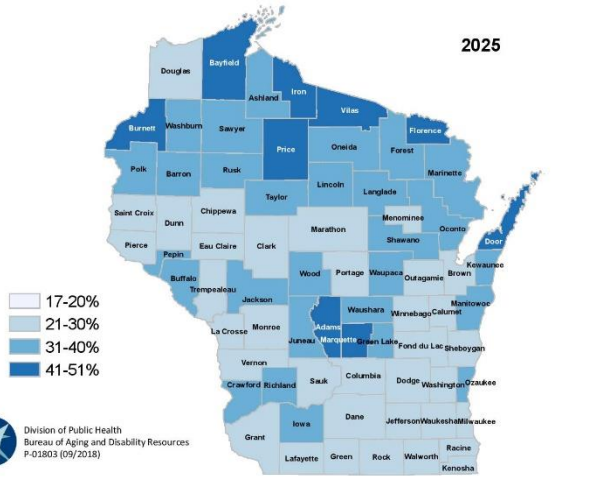 2025
Douglas
Bayfield
Ashland
Iron
Vilas
Florence
Burnett
Washburn
Sawyer
Price
Oneida
Forest
Marinette
Polk
Barron
Rusk
Taylor
Lincoln
Langlade
Saint Croix
Dunn
Chippewa
Clark
Marathon
Menominee
Oconto
Shawano
Door
Pierce
Pepin
Eau Claire
Buffalo
Trempealeau
Jackson
Wood
Portage
Waupaca
Outagamie
Brown
Kewaunee
La Crosse
Monroe
Juneau
Adams
Waushara
Marquette
Green Lake
Winnebago
Calumet
Manitowoc
Fond du Lac
Sheboygan
Vernon
Crawford
Richland
Sauk
Columbia
Dodge
Washington
Ozaukee
Grant
Iowa
Dane
Jefferson
Waukesha
Milwaukee
Lafayette
Green
Rock
Walworth
Racine
Kenosha
17-20%
21-30%
31-40%
41-51%
Division of Public Health
Bureau of Aging and Disability Resources
P-01803 (09/2018)